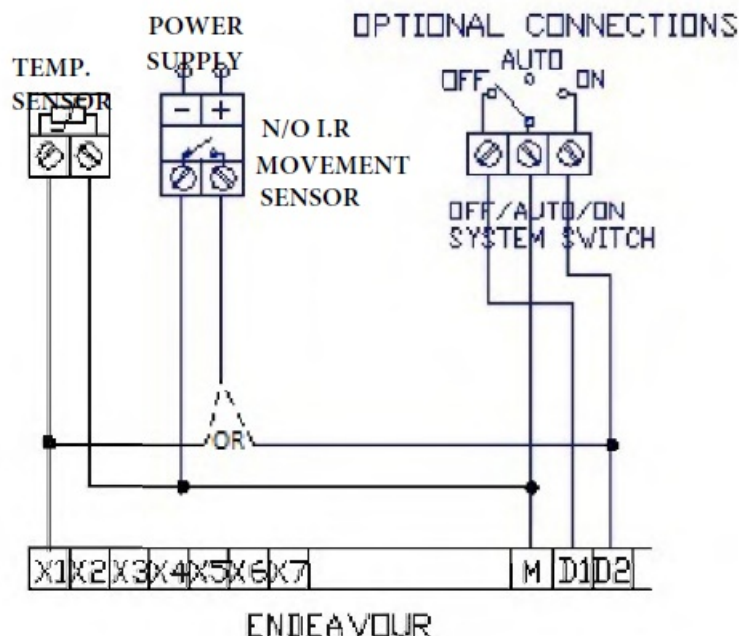 OPTIONAL CONNECTIONS
POWER
SUPPLY
TEMP.
SENSOR
- +
N/O I.R
MOVEMENT
SENSOR
AUTO
OFF ON
OFF/AUTO/ON
SYSTEM SWITCH
OR
X1 X2 X3 X4 X5 X6 X7 M D1 D2
ENDEAVOUR